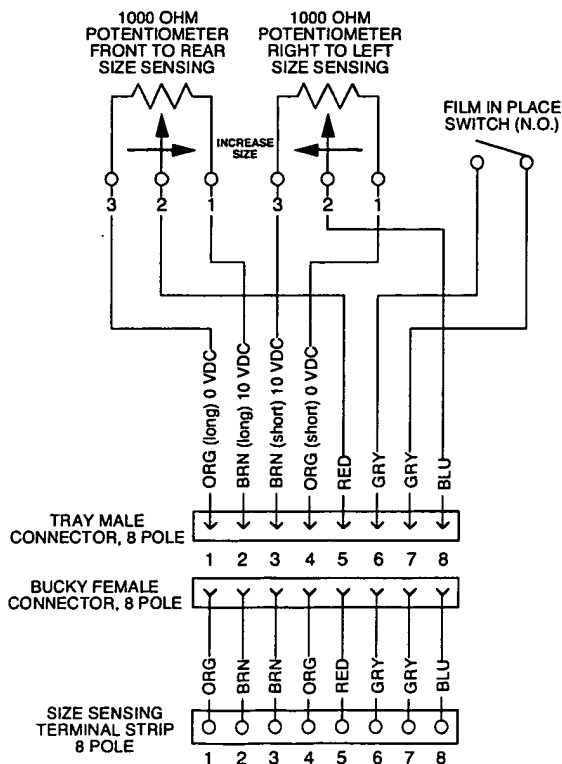 1000 OHM
POTENTIOMETER
FRONT TO REAR
SIZE SENSING
1000 OHM
POTENTIOMETER
RIGHT TO LEFT
SIZE SENSING
FILM IN PLACE
SWITCH (N.O.)
INCREASE
SIZE
3 2 1 3 2 1
ORG (long) 0 VDC
BRN (long) 10 VDC
BRN (short) 10 VDC
ORG (short) 0 VDC
RED
GRY
GRY
BLU
TRAY MALE
CONNECTOR, 8 POLE
1 2 3 4 5 6 7 8
BUCKY FEMALE
CONNECTOR, 8 POLE
ORG
BRN
BRN
ORG
RED
GRY
GRY
BLU
SIZE SENSING
TERMINAL STRIP
8 POLE
1 2 3 4 5 6 7 8